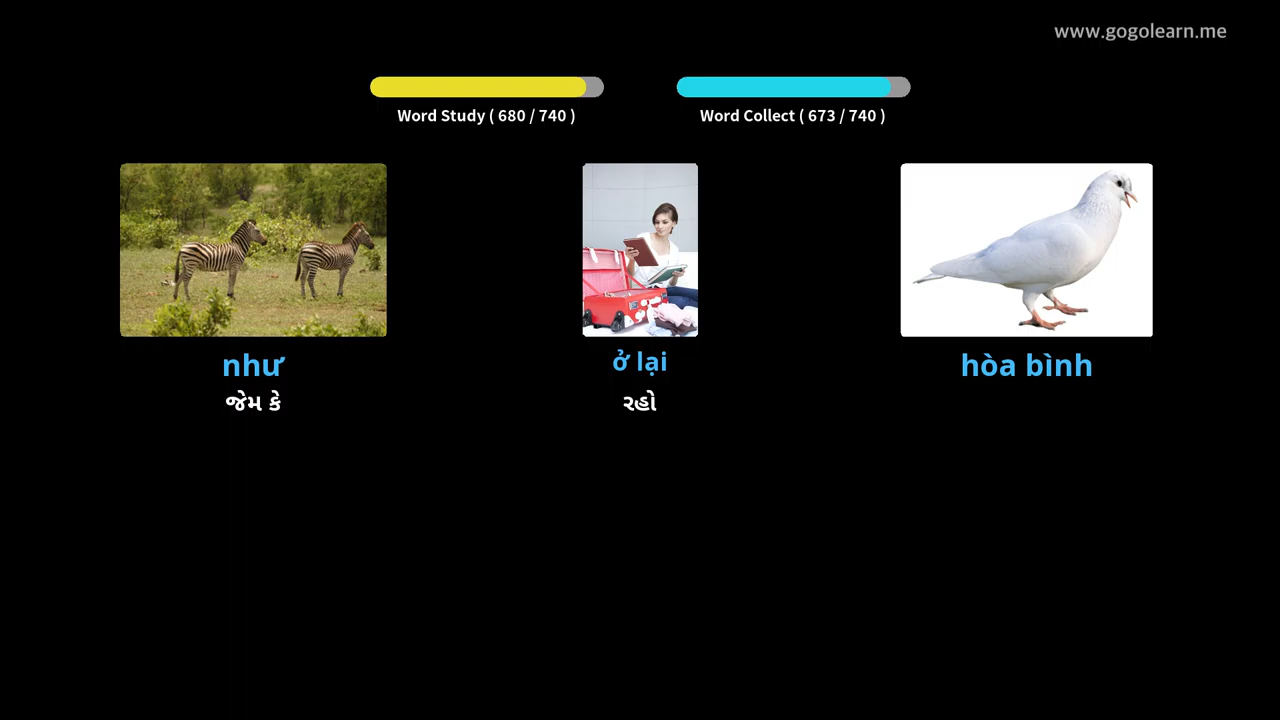 www.gogolearn.me
Word Study ( 680 / 740 )
Word Collect ( 673 / 740 )
như
ở lại
hòa bình
જેમ કે
રહો